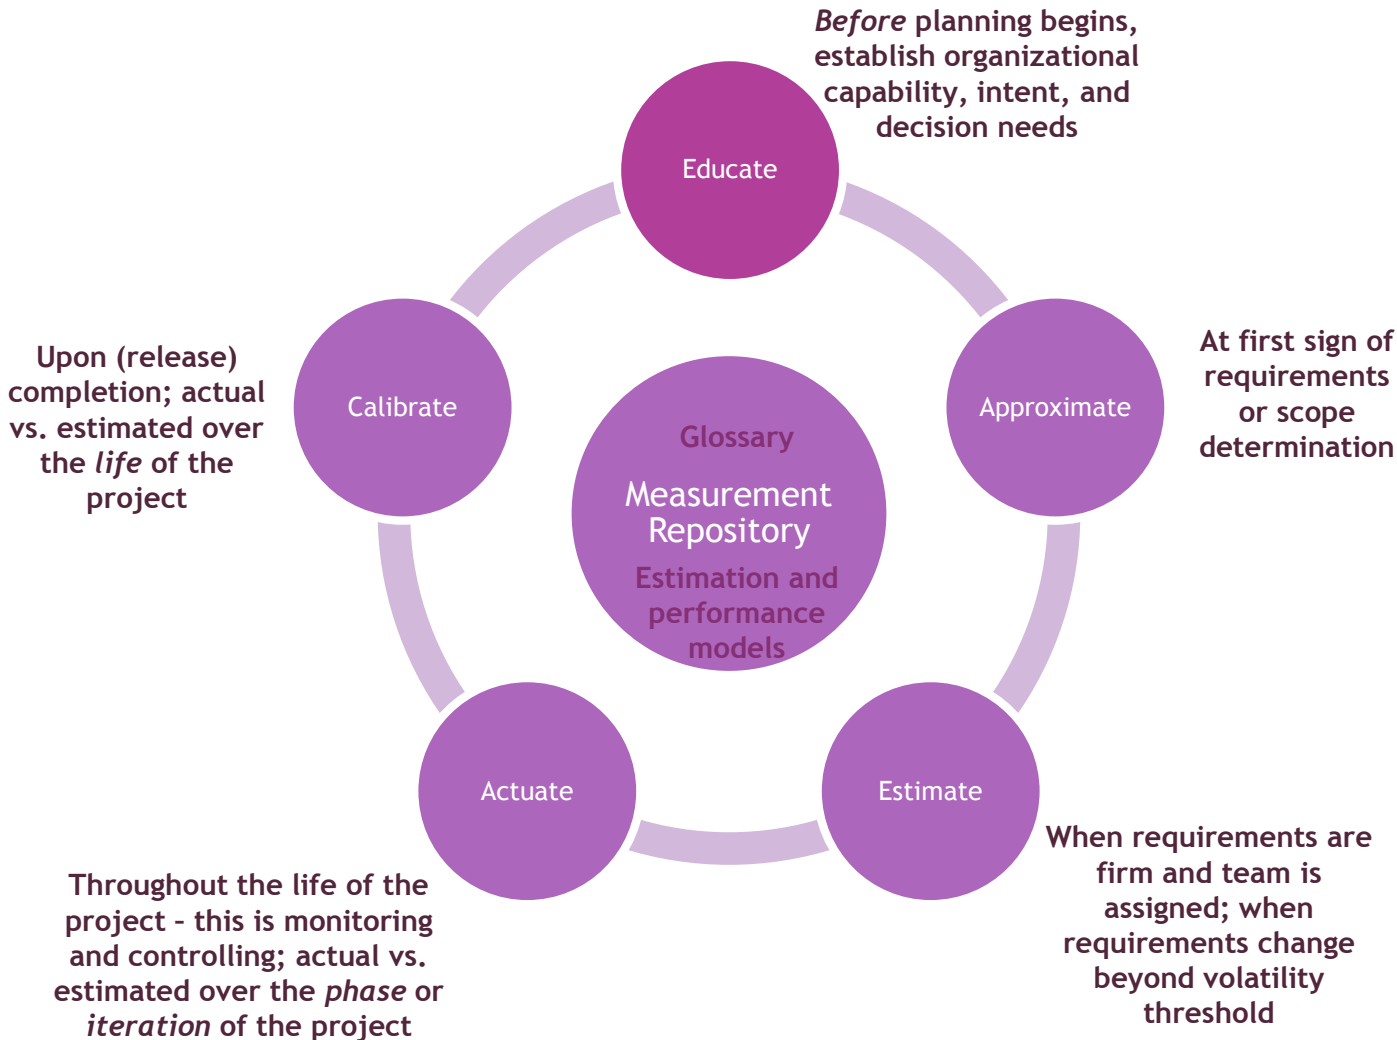 Before planning begins,
establish organizational
capability, intent, and
decision needs
Educate
Upon (release)
completion; actual
vs. estimated over
the life of the
project
Calibrate
Approximate
At first sign of
requirements
or scope
determination
Glossary
Measurement
Repository
Estimation and
performance
models
Actuate
Estimate
Throughout the life of the
project – this is monitoring
and controlling; actual vs.
estimated over the phase or
iteration of the project
When requirements are
firm and team is
assigned; when
requirements change
beyond volatility
threshold